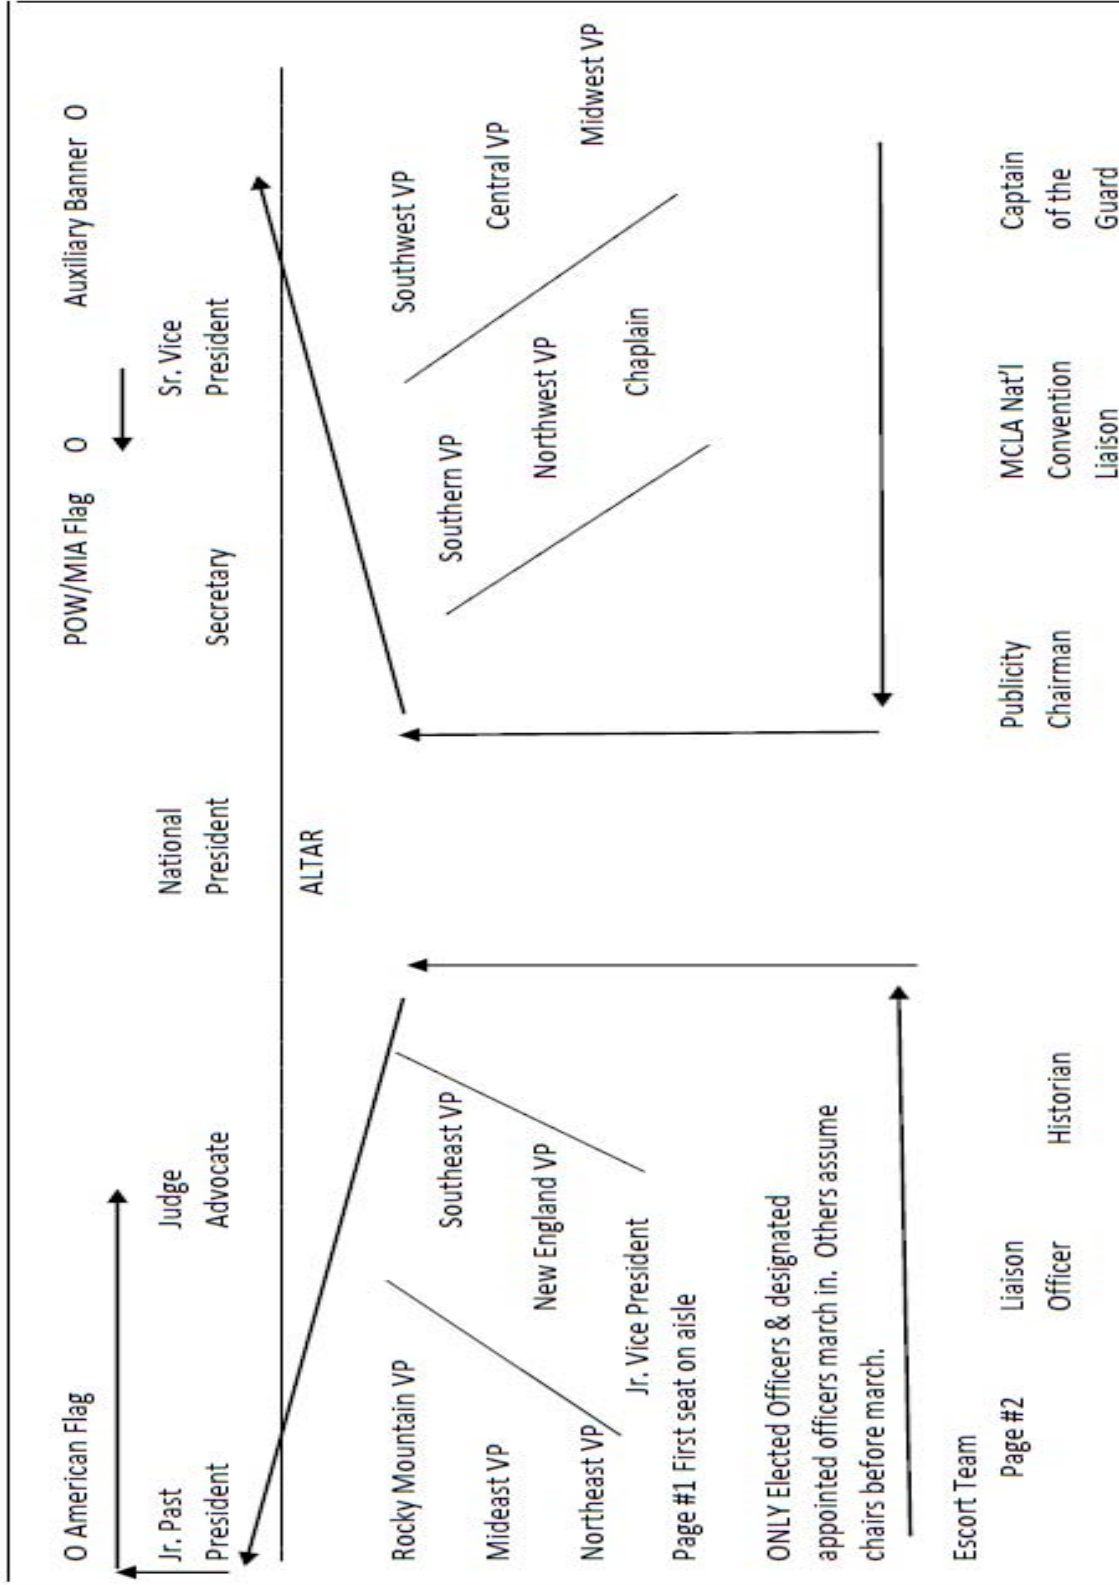 O American Flag POW/MIA Flag O Auxiliary Banner O
Jr. Past Judge National Sr. Vice
President Advocate President Secretary President
ALTAR
Rocky Mountain VP Southwest VP
Southeast VP Southern VP
Mideast VP Central VP
New England VP Northwest VP
Northeast VP Midwest VP
Jr. Vice President Chaplain
Page #1 First seat on aisle
ONLY Elected Officers & designated
appointed officers march in. Others assume
chairs before march.
Escort Team
Page #2 Liaison Publicity MCLA Nat'l Captain
Officer Historian Chairman Convention of the
Liaison Guard